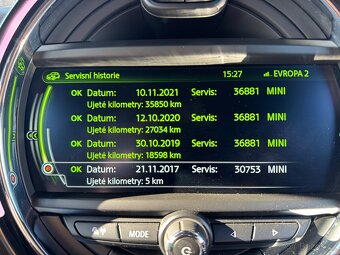 Servisní historie 15:27 EVROPA 2
OK Datum: 10.11.2021 Servis: 36881 MINI
Ujeté kilometry: 35850 km
OK Datum: 12.10.2020 Servis: 36881 MINI
Ujeté kilometry: 27034 km
OK Datum: 30.10.2019 Servis: 36881 MINI
Ujeté kilometry: 18598 km
OK Datum: 21.11.2017 Servis: 30753 MINI
Ujeté kilometry: 5 km